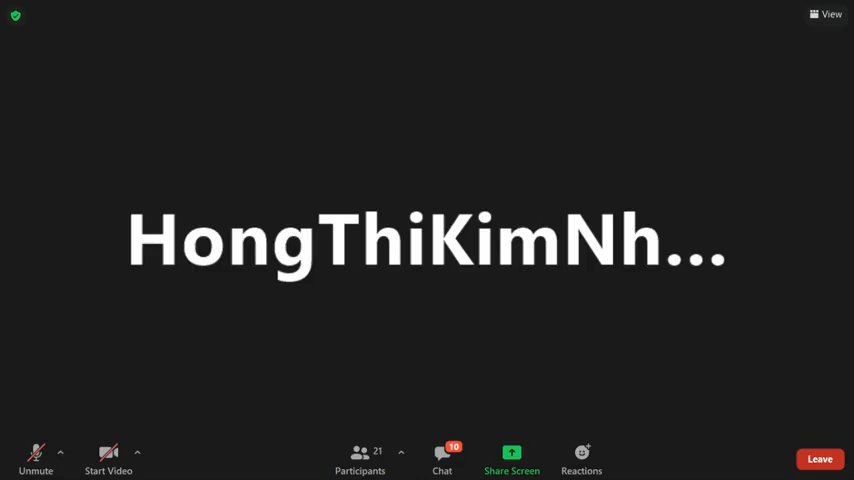 View
HongThiKimNh...
21
10
Unmute
Start Video
Participants
Chat
Share Screen
Reactions
Leave